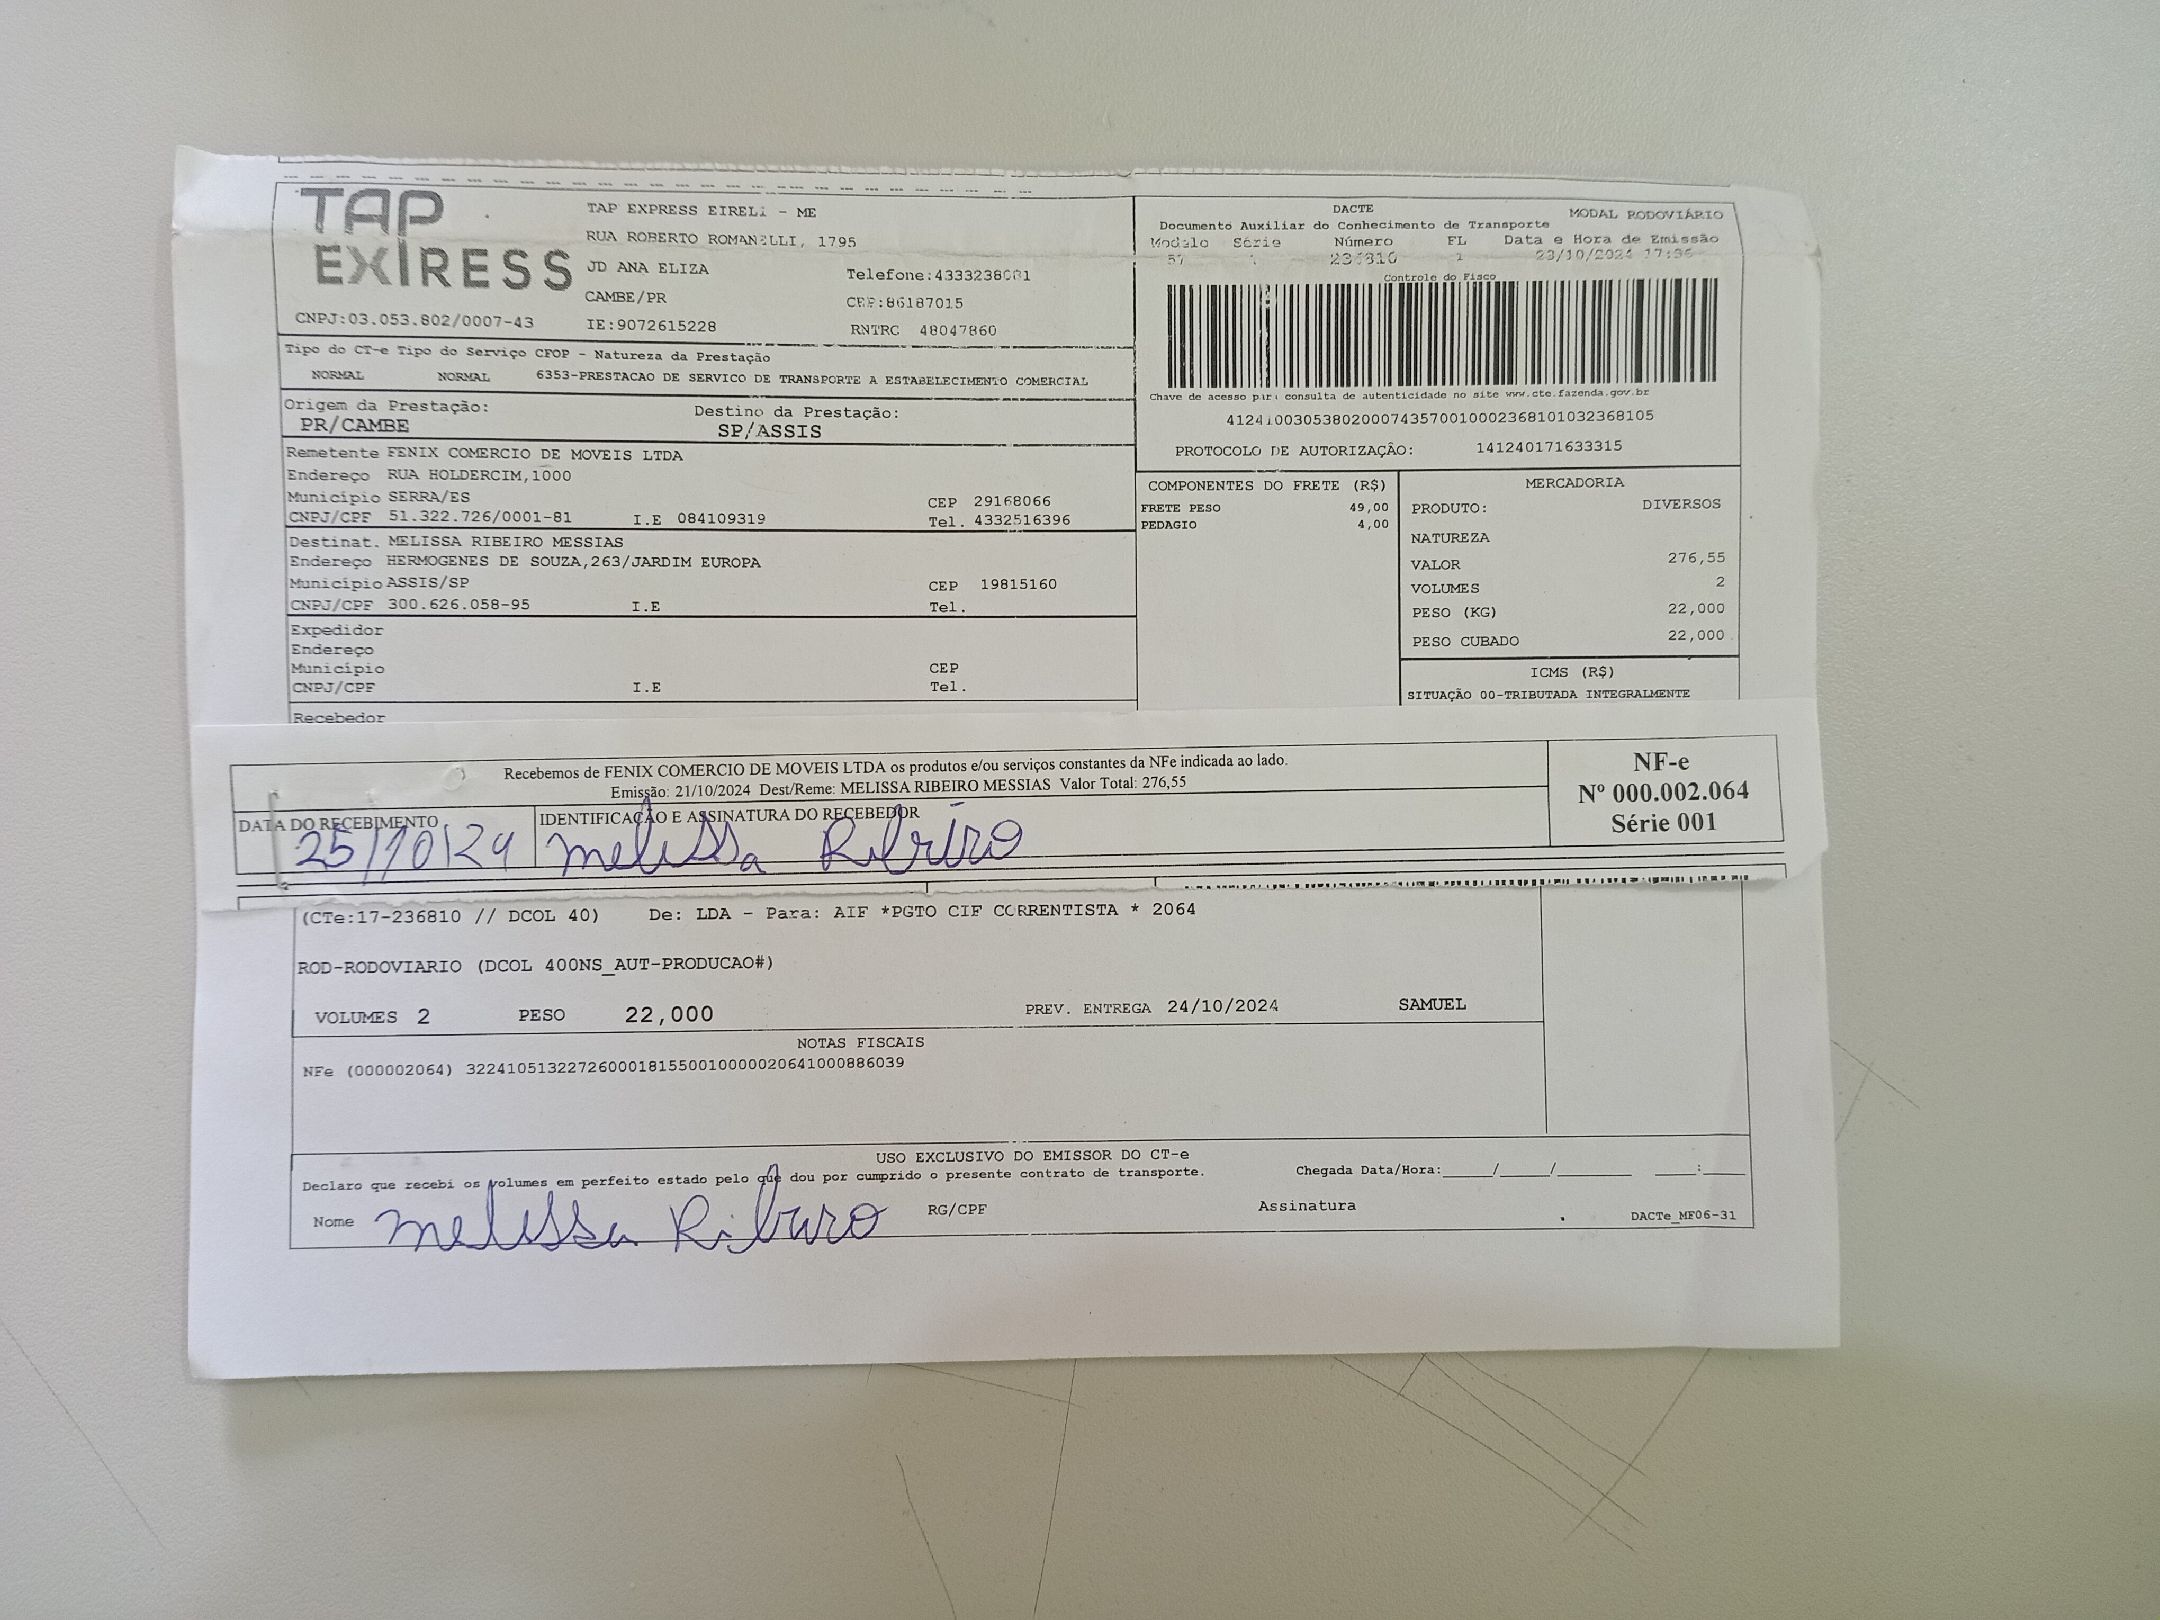 TAP
EXPRESS
CNPJ:03.053.802/0007-43
TAP EXPRESS EIRELI - ME
RUA ROBERTO ROMANELLI, 1795
JD ANA ELIZA
Telefone:4333238081
CAMBE/PR
CEP:86187015
IE:9072615228
RNTRC 48047860
DACTE
MODAL RODOVIÁRIO
Documento Auxiliar do Conhecimento de Transporte
Modelo Série Número FL Data e Hora de Emissão
57 1 236810 1 23/10/2024
Controle do Fisco
Chave de acesso para consulta de autenticidade no site www.cte.fazenda.gov.br
41241003053802000743570010002368101032368105
PROTOCOLO DE AUTORIZAÇÂO: 141240171633315
Tipo do CT-e Tipo do Serviço CFOP - Natureza da Prestação
NORMAL NORMAL 6353-PRESTACAO DE SERVICO DE TRANSPORTE A ESTABELECIMENTO COMERCIAL
Origem da Prestação: Destino da Prestação:
PR/CAMBE SP/ASSIS
Remetente FENIX COMERCIO DE MOVEIS LTDA
Endereço RUA HOLDERCIM,1000
Município SERRA/ES CEP 29168066
CNPJ/CPF 51.322.726/0001-81 I.E 084109319 Tel. 4332516396
Destinat. MELISSA RIBEIRO MESSIAS
Endereço HERMOGENES DE SOUZA,263/JARDIM EUROPA
Município ASSIS/SP CEP 19815160
CNPJ/CPF 300.626.058-95 I.E Tel.
Expedidor
Endereço
Município CEP
CNPJ/CPF I.E Tel.
Recebedor
COMPONENTES DO FRETE (R$)
FRETE PESO 49,00
PEDAGIO 4,00
MERCADORIA
PRODUTO: DIVERSOS
NATUREZA
VALOR 276,55
VOLUMES 2
PESO (KG) 22,000
PESO CUBADO 22,000
ICMS (R$)
SITUAÇÃO 00-TRIBUTADA INTEGRALMENTE
Recebemos de FENIX COMERCIO DE MOVEIS LTDA os produtos e/ou serviços constantes da NFe indicada ao lado.
Emissão: 21/10/2024 Dest/Reme: MELISSA RIBEIRO MESSIAS Valor Total: 276,55
DATA DO RECEBIMENTO
25/10/24
IDENTIFICAÇÃO E ASSINATURA DO RECEBEDOR
Melissa Ribeiro
NF-e
Nº 000.002.064
Série 001
(CTe:17-236810 // DCOL 40) De: LDA - Para: AIF *PGTO CIF CORRENTISTA * 2064
ROD-RODOVIARIO (DCOL 400NS_AUT-PRODUCAO#)
VOLUMES 2 PESO 22,000 PREV. ENTREGA 24/10/2024 SAMUEL
NOTAS FISCAIS
NFe (000002064) 32241051322726000181550010000020641000886039
USO EXCLUSIVO DO EMISSOR DO CT-e
Declaro que recebi os volumes em perfeito estado pelo que dou por cumprido o presente contrato de transporte.
Chegada Data/Hora:_____/_____/_______ ____:____
Nome Melissa Ribeiro RG/CPF Assinatura
DACTe_MF06-31